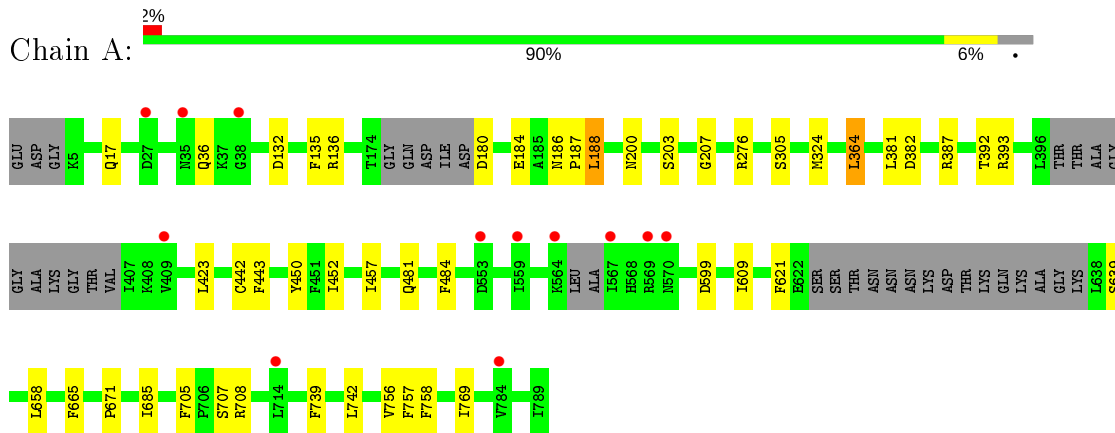 2%
Chain A:
90% 6% •
GLU ASP GLY K5 Q17 D27 N35 Q36 K37 G38 D132 F135 R136 T174 GLY GLN ASP ILE ASP D180 E184 A185 N186 P187 L188 N200 S203 G207 R276 S305 M324 L364 L381 D382 R387 T392 R393 L396 THR THR ALA GLY
GLY ALA LYS GLY THR VAL I407 K408 V409 L423 C442 F443 Y450 F451 I452 I457 Q481 F484 D553 I559 K564 LEU ALA I567 H568 R569 N570 D599 I609 F621 E622 SER SER THR ASN ASN ASN LYS ASP THR LYS GLN LYS ALA GLY LYS L638 S639
L658 F665 P671 I685 F705 P706 S707 R708 L714 F739 L742 V756 F757 F758 I769 V784 I789